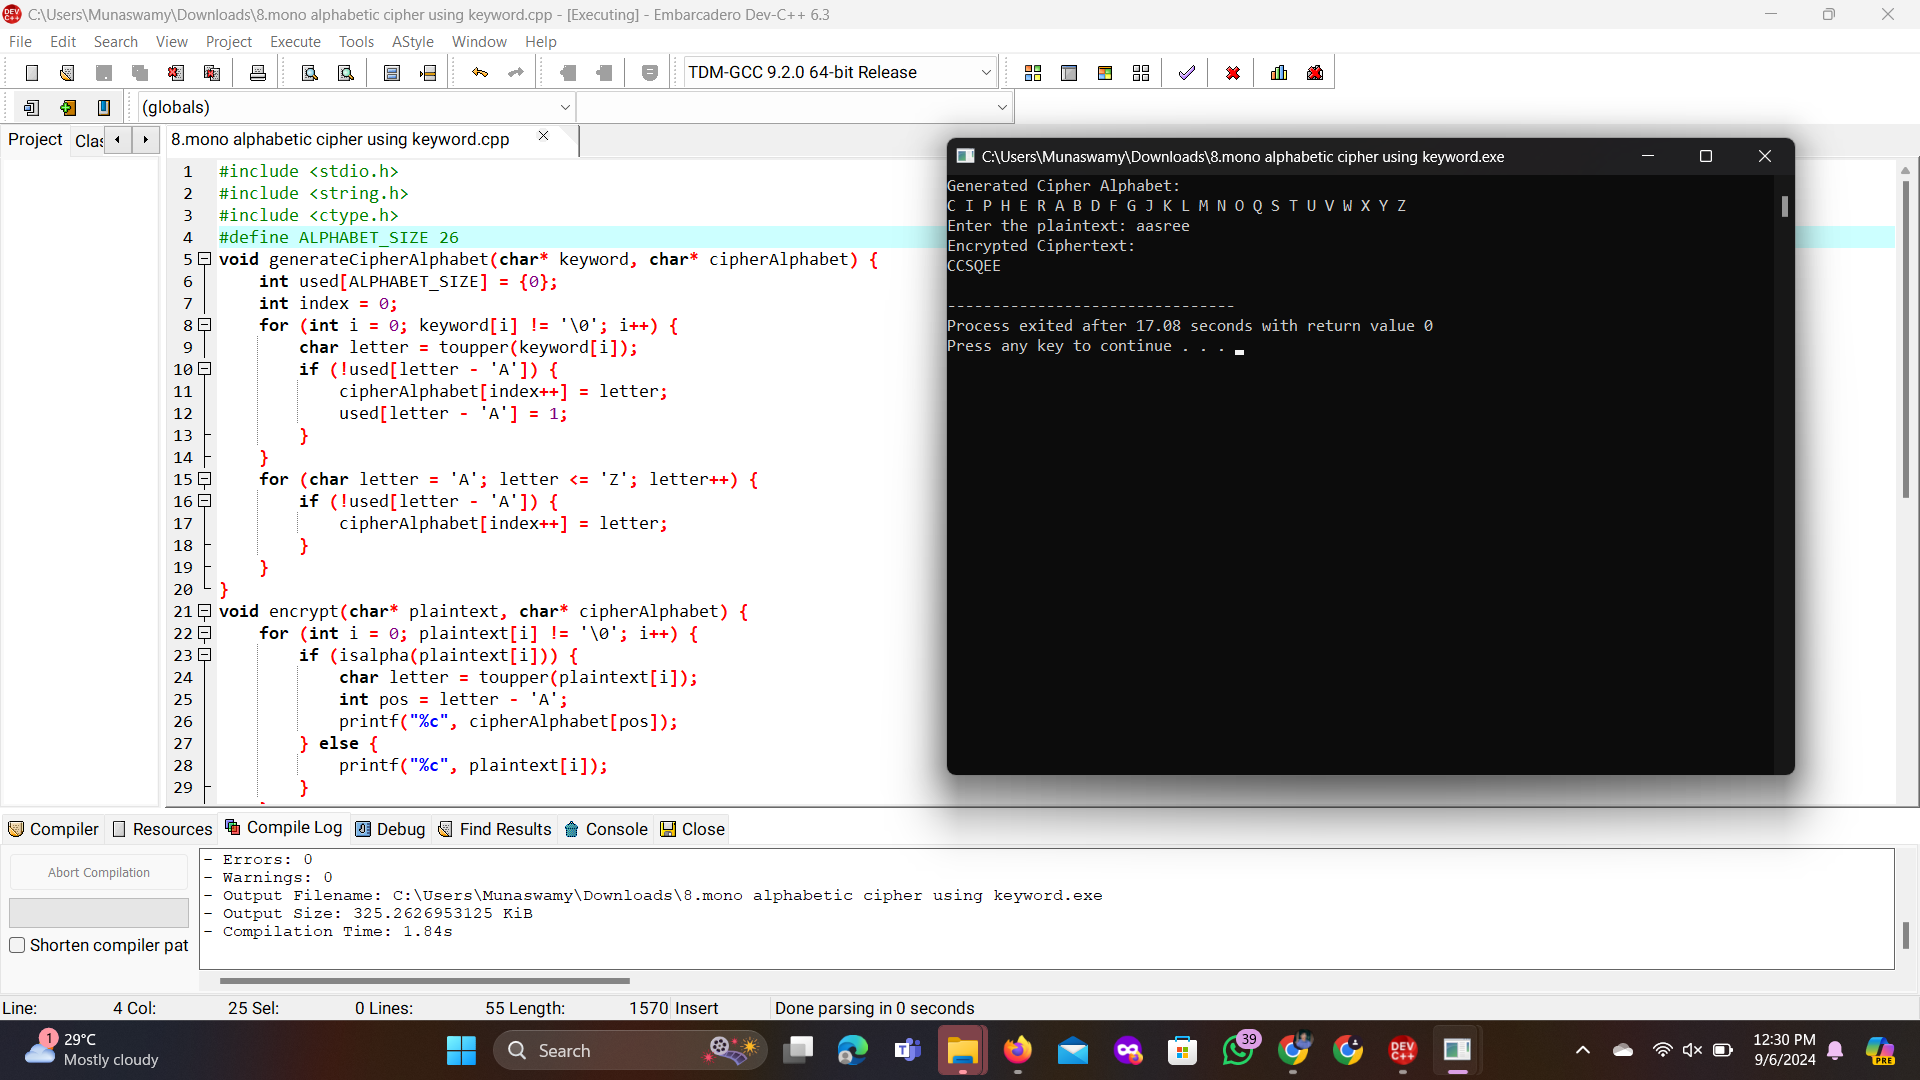 C:\Users\Munaswamy\Downloads\8.mono alphabetic cipher using keyword.cpp - [Executing] - Embarcadero Dev-C++ 6.3
File Edit Search View Project Execute Tools AStyle Window Help
TDM-GCC 9.2.0 64-bit Release
(globals)
Project Clas
8.mono alphabetic cipher using keyword.cpp
1 #include <stdio.h>
2 #include <string.h>
3 #include <ctype.h>
4 #define ALPHABET_SIZE 26
5 void generateCipherAlphabet(char* keyword, char* cipherAlphabet) {
6 int used[ALPHABET_SIZE] = {0};
7 int index = 0;
8 for (int i = 0; keyword[i] != '\0'; i++) {
9 char letter = toupper(keyword[i]);
10 if (!used[letter - 'A']) {
11 cipherAlphabet[index++] = letter;
12 used[letter - 'A'] = 1;
13 }
14 }
15 for (char letter = 'A'; letter <= 'Z'; letter++) {
16 if (!used[letter - 'A']) {
17 cipherAlphabet[index++] = letter;
18 }
19 }
20 }
21 void encrypt(char* plaintext, char* cipherAlphabet) {
22 for (int i = 0; plaintext[i] != '\0'; i++) {
23 if (isalpha(plaintext[i])) {
24 char letter = toupper(plaintext[i]);
25 int pos = letter - 'A';
26 printf("%c", cipherAlphabet[pos]);
27 } else {
28 printf("%c", plaintext[i]);
29 }
C:\Users\Munaswamy\Downloads\8.mono alphabetic cipher using keyword.exe
Generated Cipher Alphabet:
C I P H E R A B D F G J K L M N O Q S T U V W X Y Z
Enter the plaintext: aasree
Encrypted Ciphertext:
CCSQEE
--------------------------------
Process exited after 17.08 seconds with return value 0
Press any key to continue . . .
Compiler Resources Compile Log Debug Find Results Console Close
Abort Compilation
Shorten compiler pat
- Errors: 0
- Warnings: 0
- Output Filename: C:\Users\Munaswamy\Downloads\8.mono alphabetic cipher using keyword.exe
- Output Size: 325.2626953125 KiB
- Compilation Time: 1.84s
Line: 4 Col: 25 Sel: 0 Lines: 55 Length: 1570 Insert Done parsing in 0 seconds
1
29°C
Mostly cloudy
Search
39
DEV C++
12:30 PM
9/6/2024
PRE